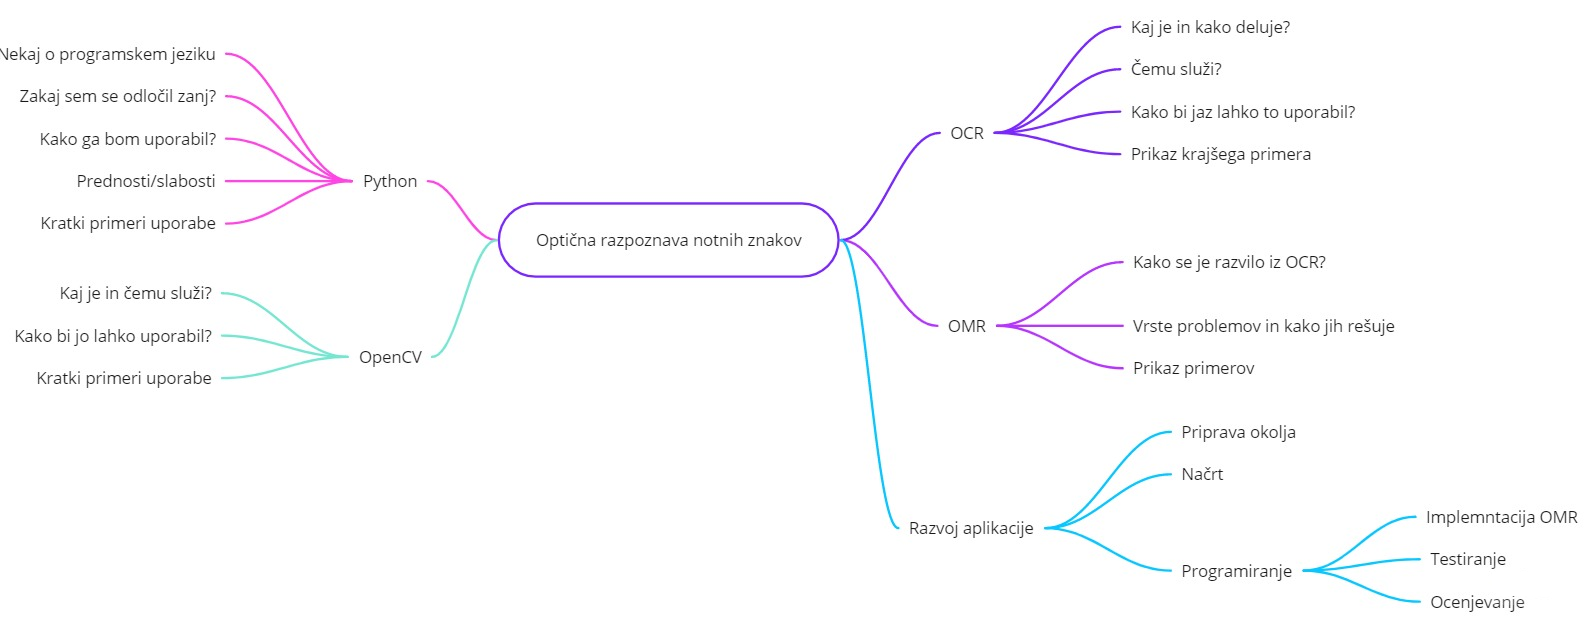 Nekaj o programskem jeziku
Zakaj sem se odločil zanj?
Kako ga bom uporabil?
Prednosti/slabosti
Kratki primeri uporabe
Python
Kaj je in čemu služi?
Kako bi jo lahko uporabil?
Kratki primeri uporabe
OpenCV
Optična razpoznava notnih znakov
OCR
Kaj je in kako deluje?
Čemu služi?
Kako bi jaz lahko to uporabil?
Prikaz krajšega primera
OMR
Kako se je razvilo iz OCR?
Vrste problemov in kako jih rešuje
Prikaz primerov
Razvoj aplikacije
Priprava okolja
Načrt
Programiranje
Implemntacija OMR
Testiranje
Ocenjevanje